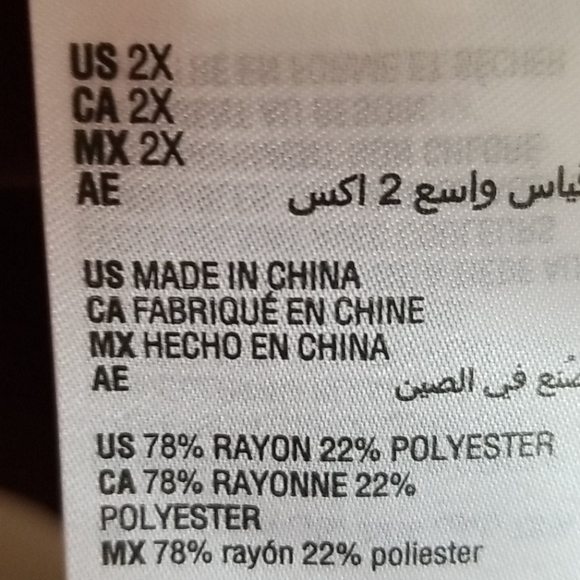 US 2X
CA 2X
MX 2X
AE قياس واسع 2 اكس
US MADE IN CHINA
CA FABRIQUÉ EN CHINE
MX HECHO EN CHINA
AE صُنع في الصين
US 78% RAYON 22% POLYESTER
CA 78% RAYONNE 22%
POLYESTER
MX 78% rayón 22% poliester